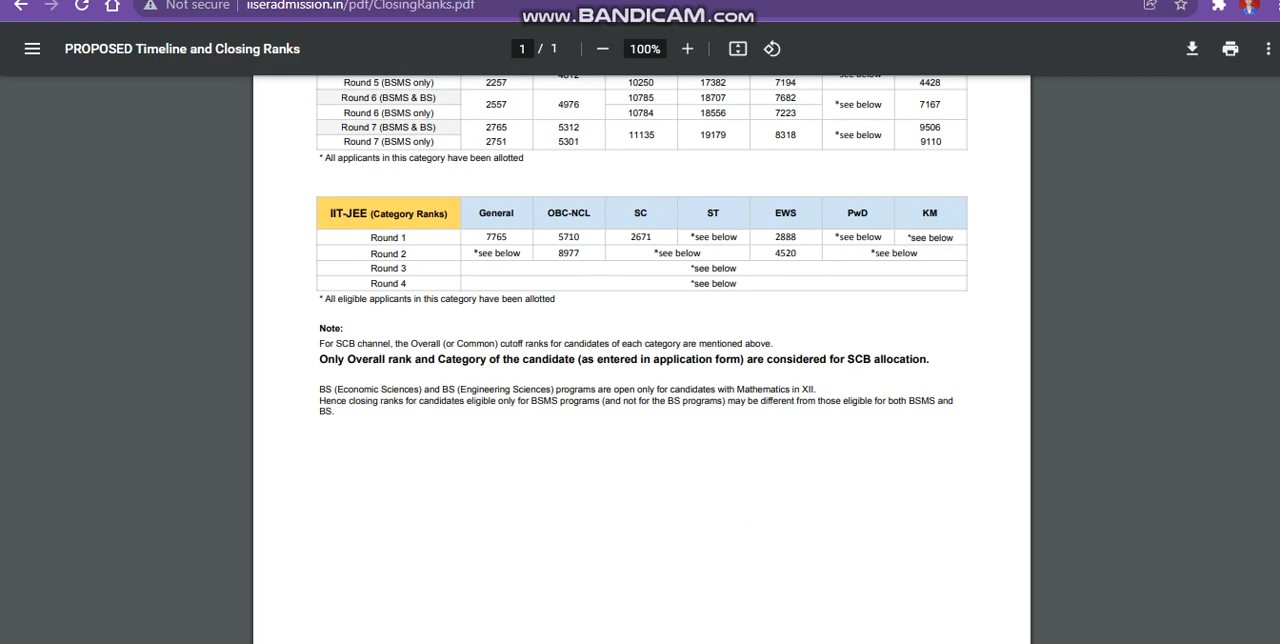 Not secure | iiseradmission.in/pdf/ClosingRanks.pdf
www.BANDICAM.com
PROPOSED Timeline and Closing Ranks
1 / 1
100%
Round 5 (BSMS only) 2257 10250 17382 7194 4428
Round 6 (BSMS & BS) 2557 4976 10785 18707 7682 *see below 7167
Round 6 (BSMS only) 10784 18556 7223
Round 7 (BSMS & BS) 2765 5312 11135 19179 8318 *see below 9506
Round 7 (BSMS only) 2751 5301 9110
* All applicants in this category have been allotted
IIT-JEE (Category Ranks) General OBC-NCL SC ST EWS PwD KM
Round 1 7765 5710 2671 *see below 2888 *see below *see below
Round 2 *see below 8977 *see below 4520 *see below
Round 3 *see below
Round 4 *see below
* All eligible applicants in this category have been allotted
Note:
For SCB channel, the Overall (or Common) cutoff ranks for candidates of each category are mentioned above.
Only Overall rank and Category of the candidate (as entered in application form) are considered for SCB allocation.
BS (Economic Sciences) and BS (Engineering Sciences) programs are open only for candidates with Mathematics in XII.
Hence closing ranks for candidates eligible only for BSMS programs (and not for the BS programs) may be different from those eligible for both BSMS and
BS.